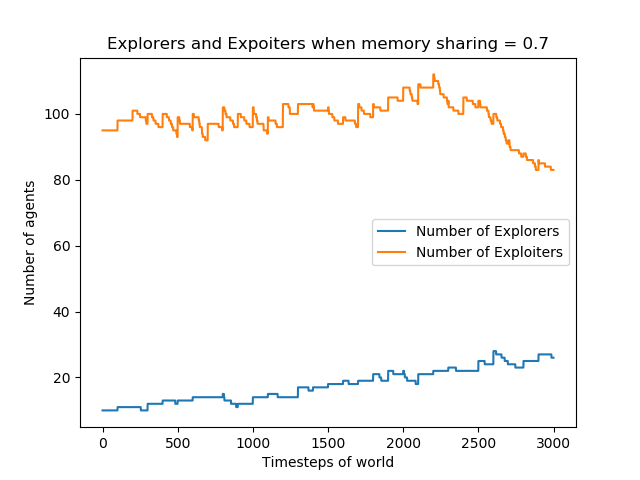 Explorers and Expoiters when memory sharing = 0.7
Number of agents
100
80
60
40
20
Number of Explorers
Number of Exploiters
0 500 1000 1500 2000 2500 3000
Timesteps of world